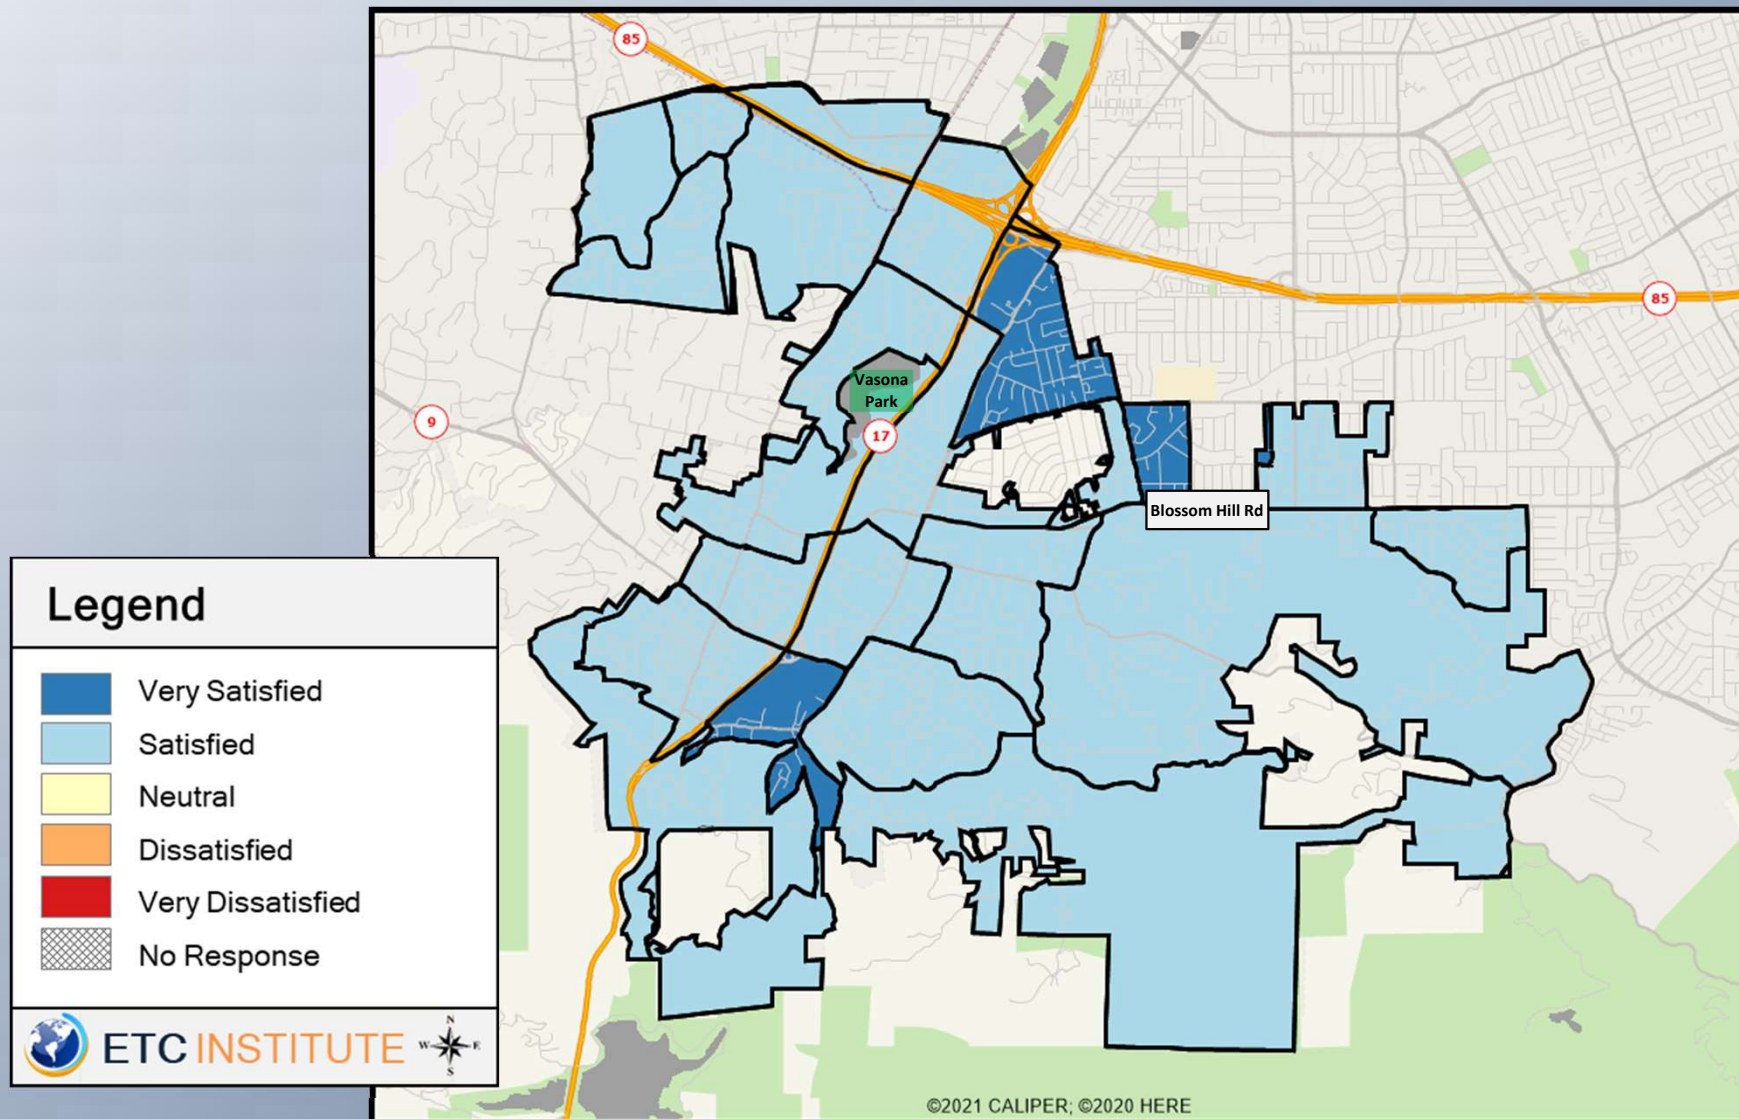 85
85
9
Vasona
Park
17
Blossom Hill Rd
Legend
Very Satisfied
Satisfied
Neutral
Dissatisfied
Very Dissatisfied
No Response
ETC INSTITUTE
N
W E
S
©2021 CALIPER; ©2020 HERE